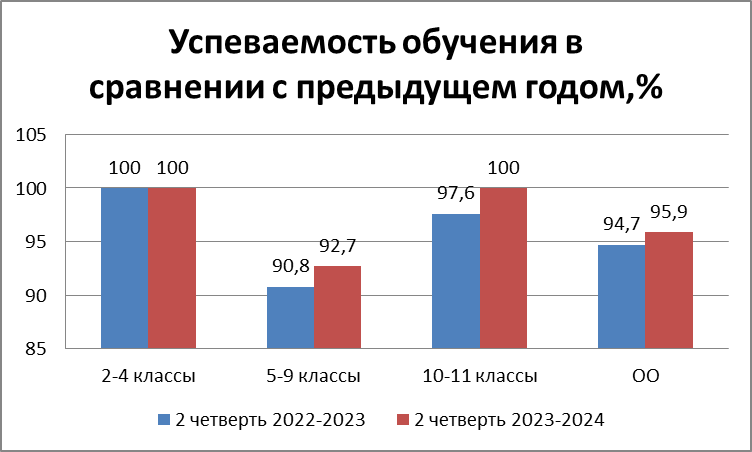 Успеваемость обучения в
сравнении с предыдущем годом,%
105
100
95
90
85
100
100
90,8
92,7
97,6
100
94,7
95,9
2-4 классы
5-9 классы
10-11 классы
ОО
2 четверть 2022-2023
2 четверть 2023-2024